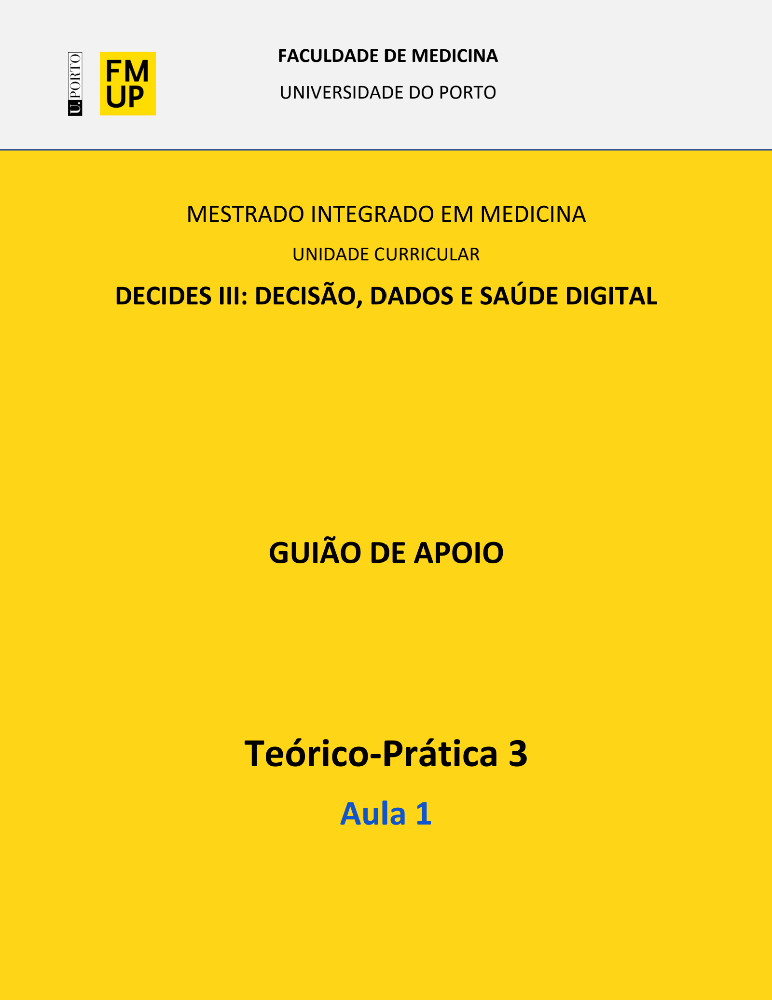 U.PORTO
FM
UP
FACULDADE DE MEDICINA
UNIVERSIDADE DO PORTO
MESTRADO INTEGRADO EM MEDICINA
UNIDADE CURRICULAR
DECIDES III: DECISÃO, DADOS E SAÚDE DIGITAL
GUIÃO DE APOIO
Teórico-Prática 3
Aula 1